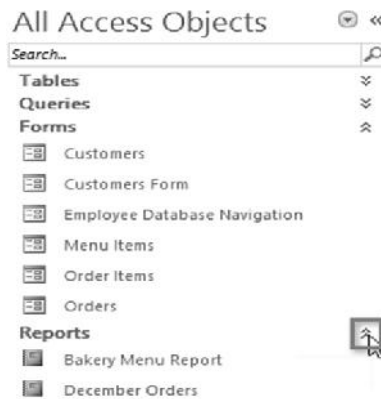 All Access Objects
Search...
Tables
Queries
Forms
Customers
Customers Form
Employee Database Navigation
Menu Items
Order Items
Orders
Reports
Bakery Menu Report
December Orders